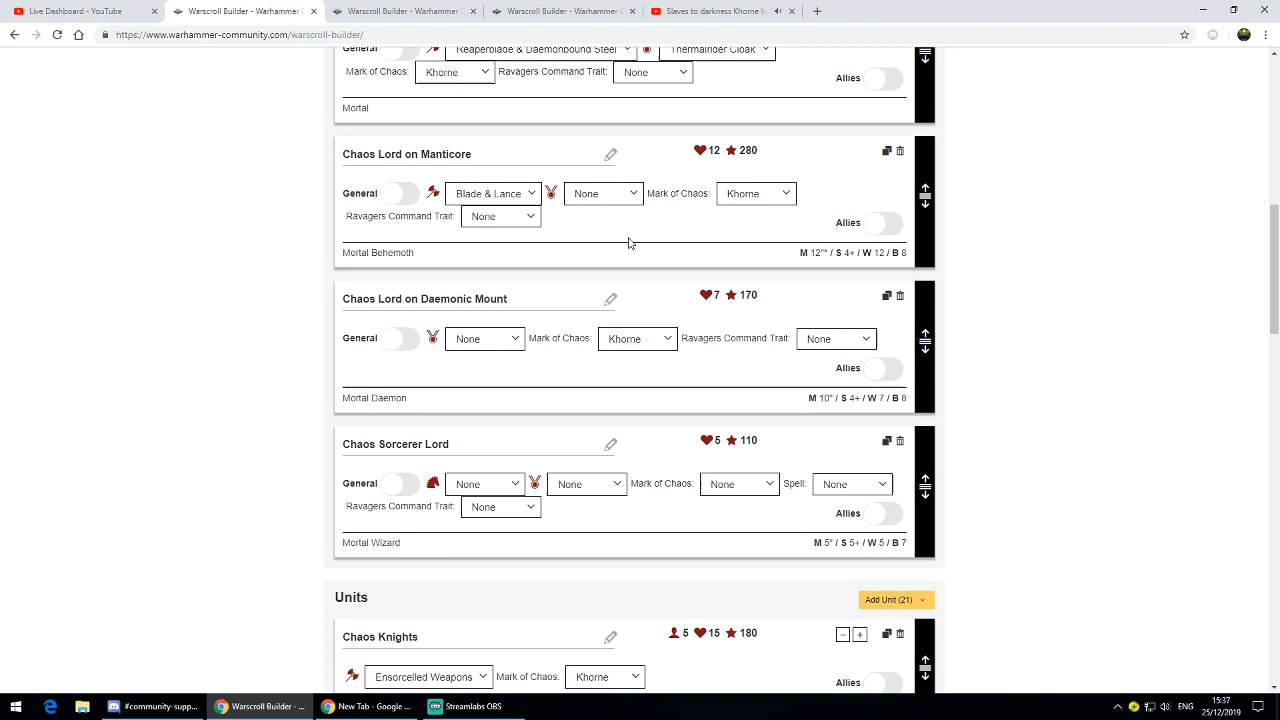 Live Dashboard - YouTube
Warscroll Builder - Warhammer C
Warscroll Builder - Warhammer C
Warscroll Builder - Warhammer C
Slaves to darkness Khorne b
https://www.warhammer-community.com/warscroll-builder/
Reaperblade & Dreothbound Steel Thermalrider Cloak
Mark of Chaos: Khorne Ravagers Command Trait: None Allies
Mortal
Chaos Lord on Manticore 12 280
General Blade & Lance None Mark of Chaos: Khorne
Ravagers Command Trait: None Allies
Mortal Behemoth M 12"* / S 4+ / W 12 / B 8
Chaos Lord on Daemonic Mount 7 170
General None Mark of Chaos: Khorne Ravagers Command Trait: None
Allies
Mortal Daemon M 10" / S 4+ / W 7 / B 8
Chaos Sorcerer Lord 5 110
General None None Mark of Chaos: None Spell: None
Ravagers Command Trait: None Allies
Mortal Wizard M 5" / S 5+ / W 5 / B 7
Units Add Unit (21)
Chaos Knights 5 15 180 - +
Ensorcelled Weapons Mark of Chaos: Khorne Allies
#community-supp... Warscroll Builder - ... New Tab - Google ... Streamlabs OBS ENG 15:37
25/12/2019